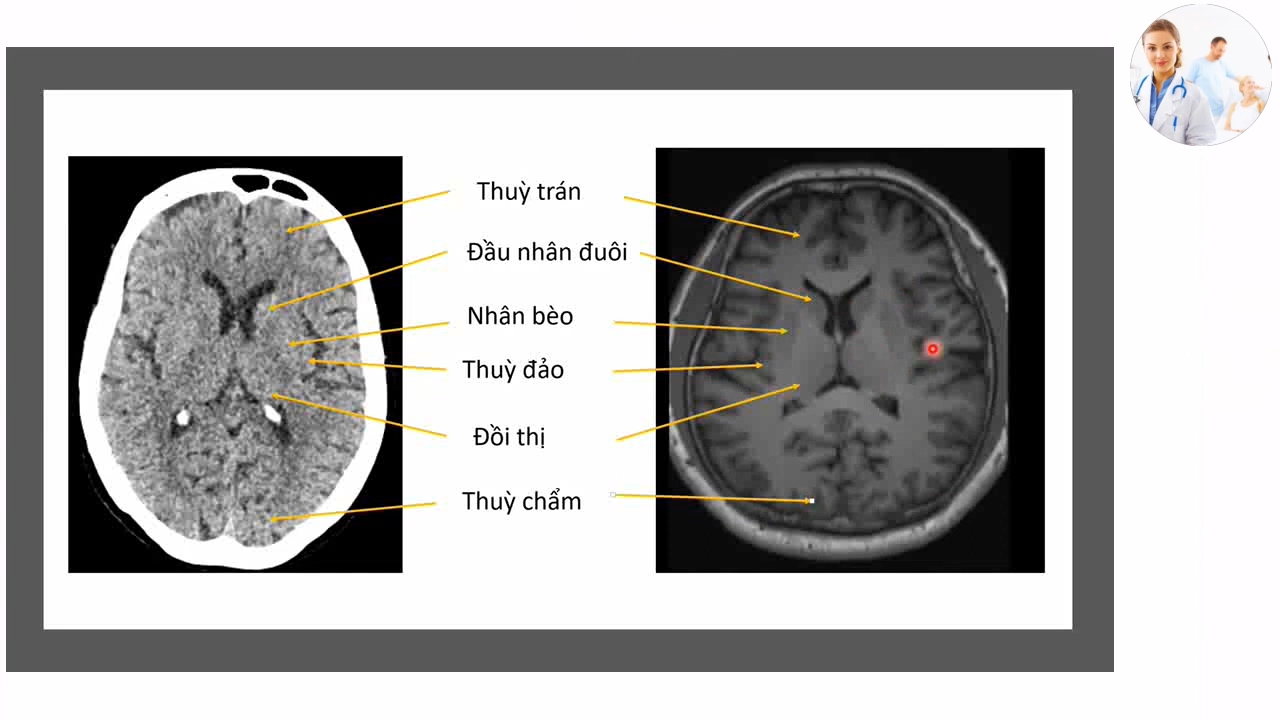 Thuỳ trán
Đầu nhân đuôi
Nhân bèo
Thuỳ đảo
Đồi thị
Thuỳ chẩm